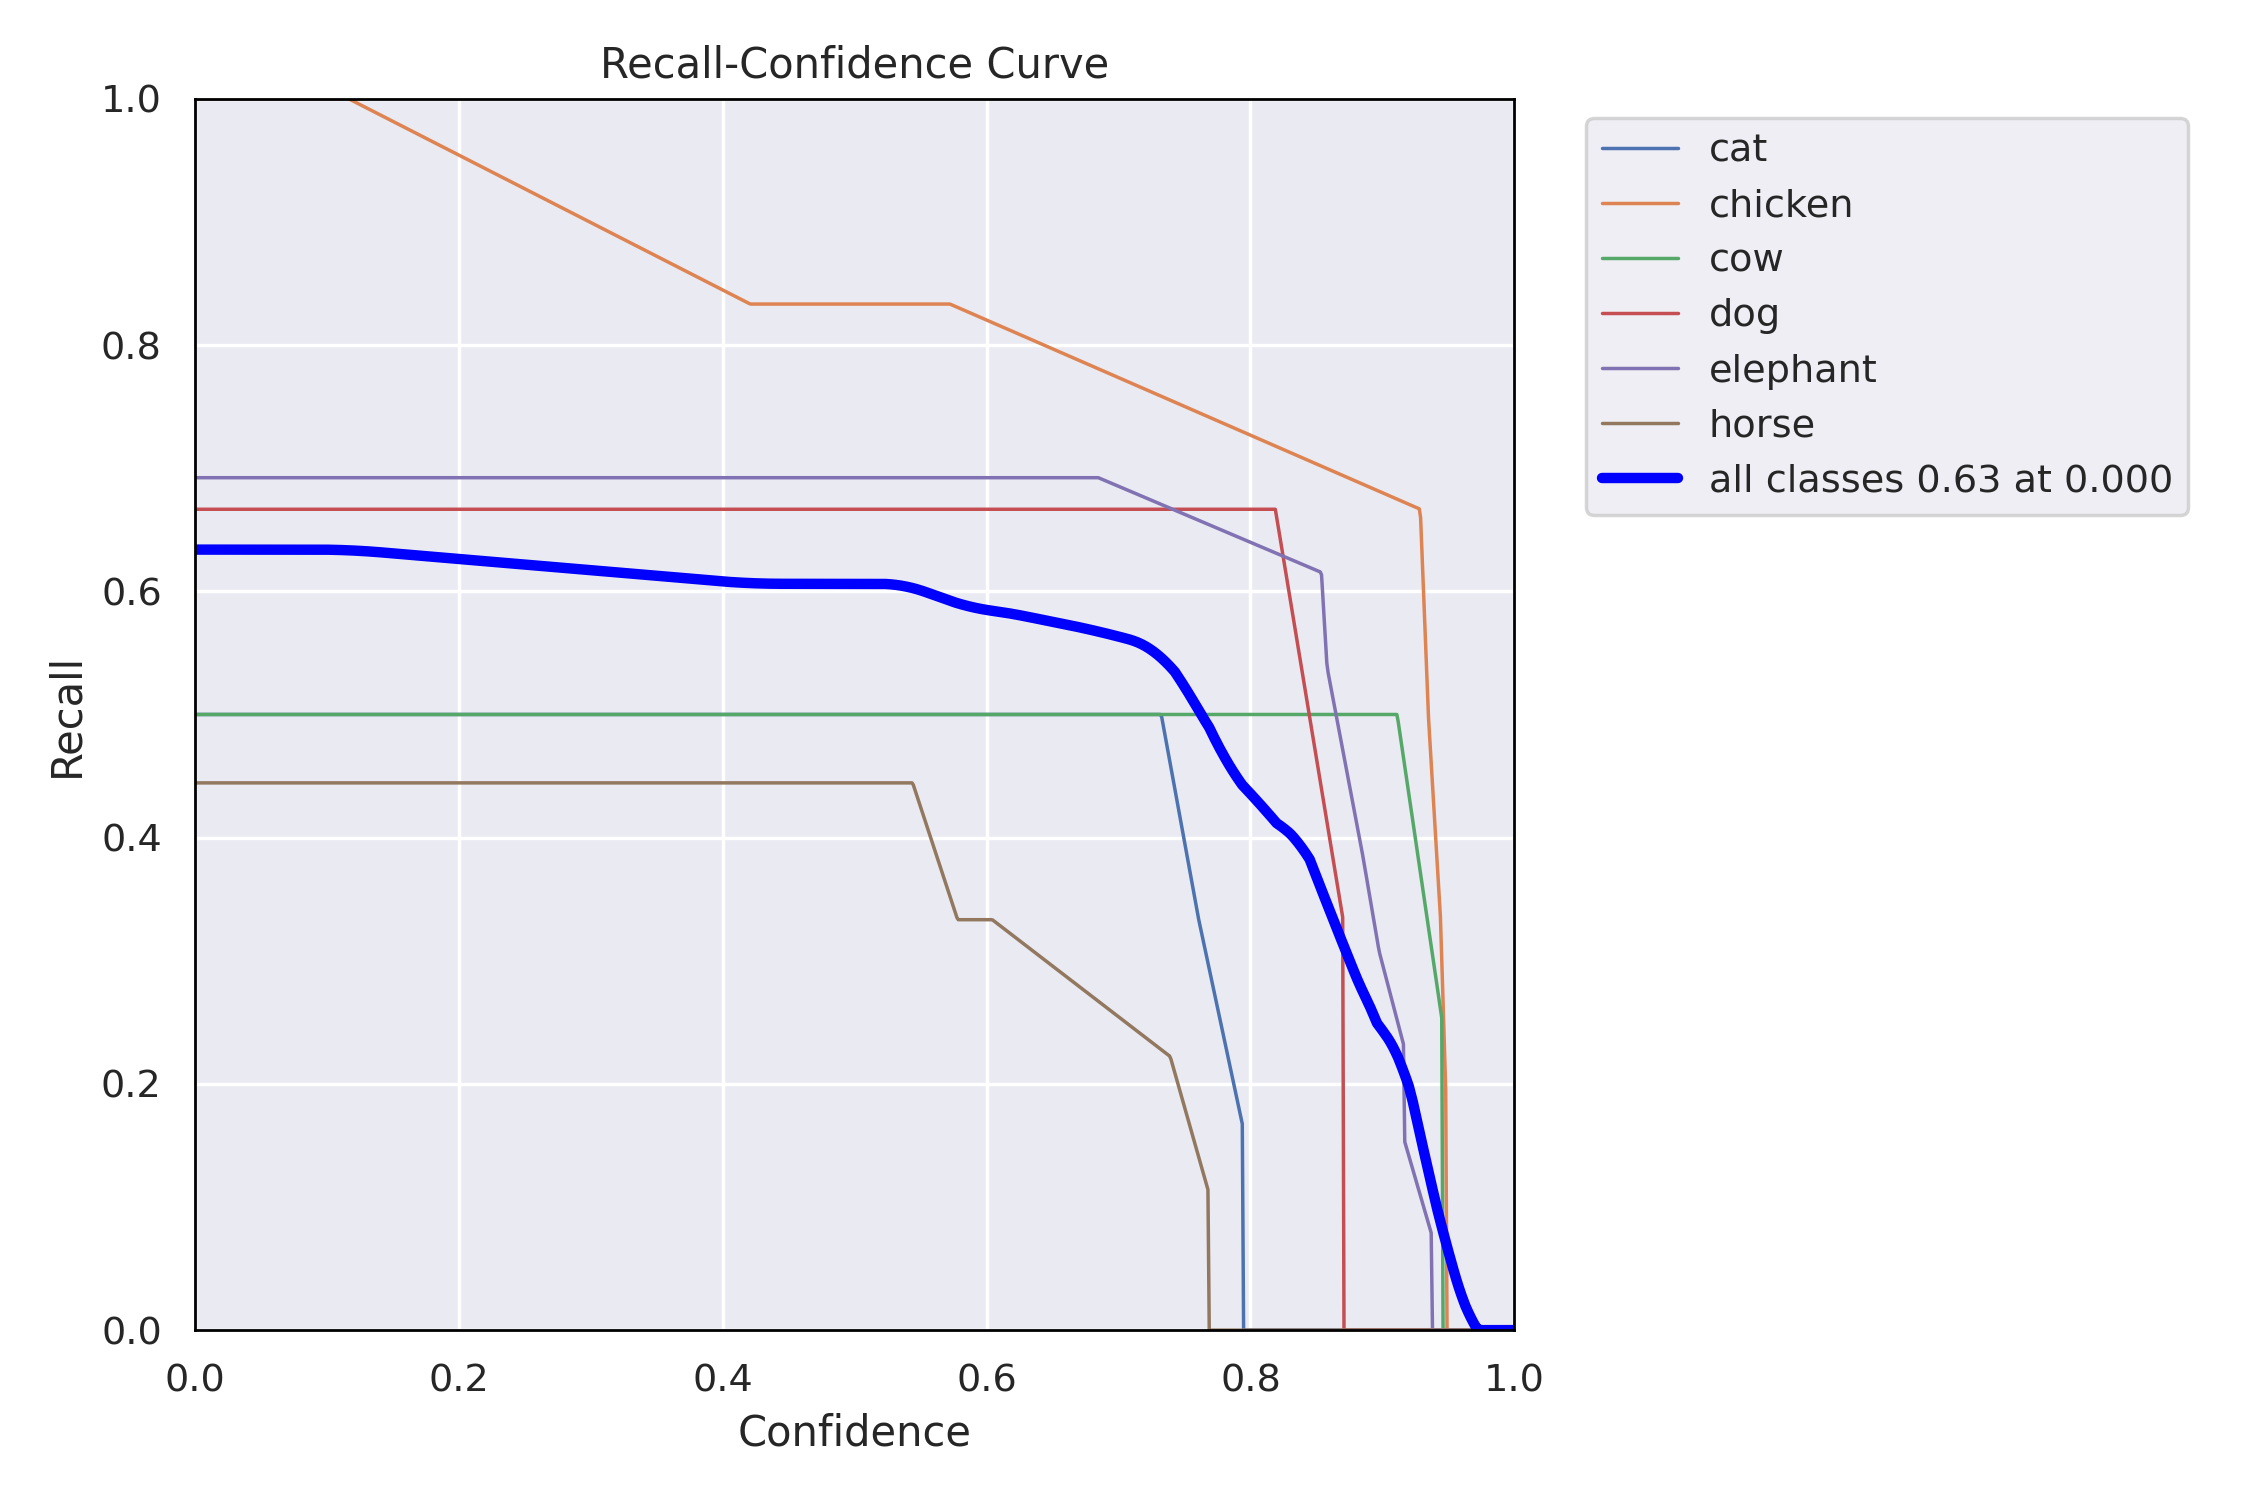 Recall-Confidence Curve
1.0
0.8
0.6
0.4
0.2
0.0
Recall
0.0 0.2 0.4 0.6 0.8 1.0
Confidence
cat
chicken
cow
dog
elephant
horse
all classes 0.63 at 0.000